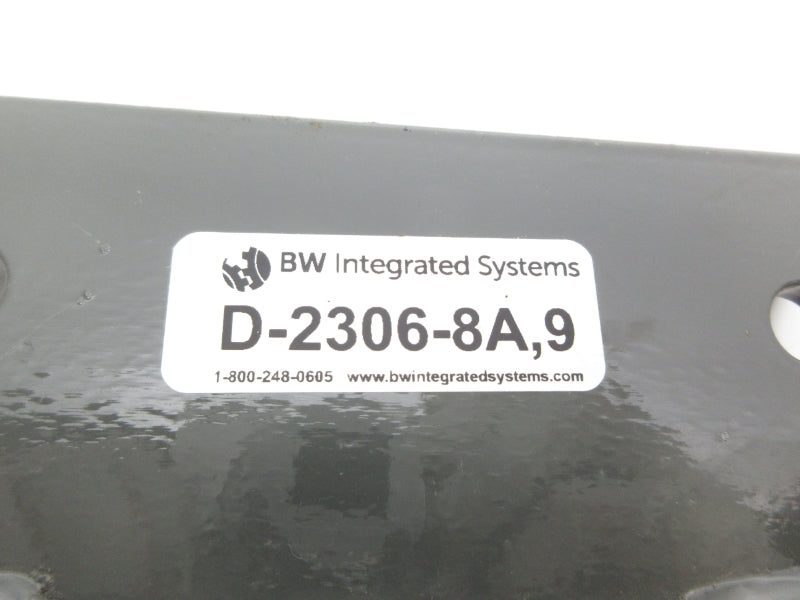 BW Integrated Systems
D-2306-8A,9
1-800-248-0605 www.bwintegratedsystems.com